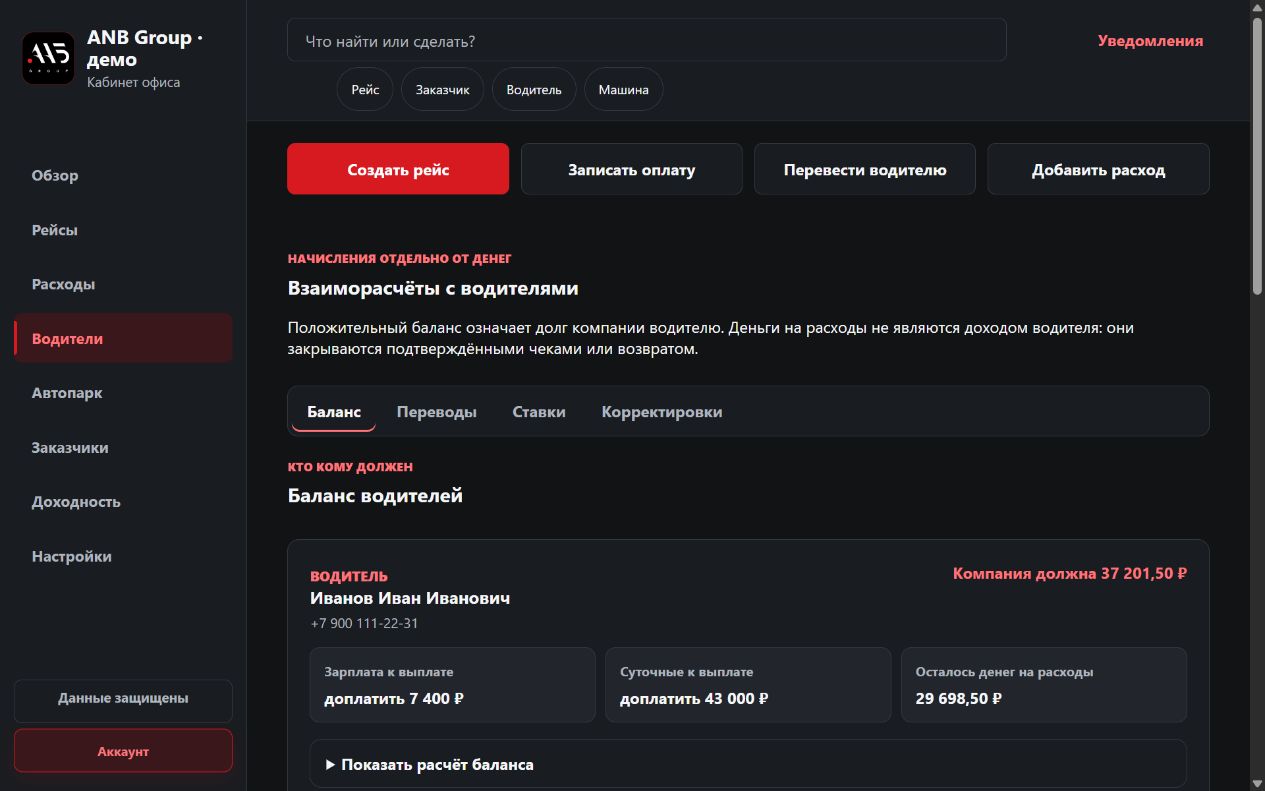 ANB Group ·
демо
Кабинет офиса
Обзор
Рейсы
Расходы
Водители
Автопарк
Заказчики
Доходность
Настройки
Данные защищены
Аккаунт
Что найти или сделать?
Уведомления
Рейс
Заказчик
Водитель
Машина
Создать рейс
Записать оплату
Перевести водителю
Добавить расход
НАЧИСЛЕНИЯ ОТДЕЛЬНО ОТ ДЕНЕГ
Взаиморасчёты с водителями
Положительный баланс означает долг компании водителю. Деньги на расходы не являются доходом водителя: они
закрываются подтверждёнными чеками или возвратом.
Баланс
Переводы
Ставки
Корректировки
КТО КОМУ ДОЛЖЕН
Баланс водителей
ВОДИТЕЛЬ
Компания должна 37 201,50 ₽
Иванов Иван Иванович
+7 900 111-22-31
Зарплата к выплате
доплатить 7 400 ₽
Суточные к выплате
доплатить 43 000 ₽
Осталось денег на расходы
29 698,50 ₽
Показать расчёт баланса